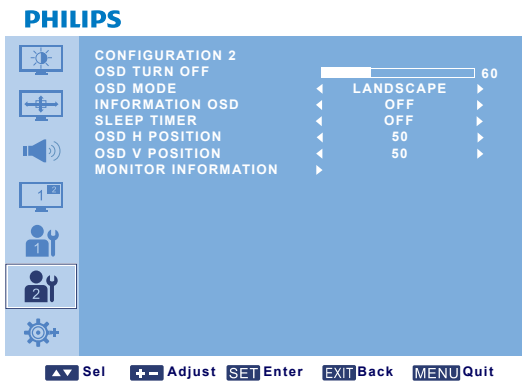 PHILIPS
CONFIGURATION 2
OSD TURN OFF 60
OSD MODE LANDSCAPE
INFORMATION OSD OFF
SLEEP TIMER OFF
OSD H POSITION 50
OSD V POSITION 50
MONITOR INFORMATION
1 2
1
2
Sel Adjust SET Enter EXIT Back MENU Quit